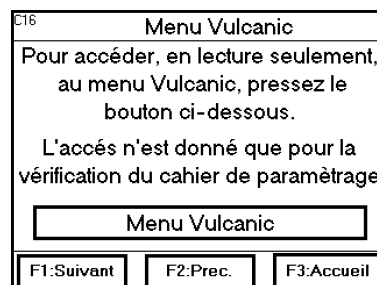 C16
Menu Vulcanic
Pour accéder, en lecture seulement,
au menu Vulcanic, pressez le
bouton ci-dessous.
L'accés n'est donné que pour la
vérification du cahier de paramètrage
Menu Vulcanic
F1:Suivant
F2:Prec.
F3:Accueil